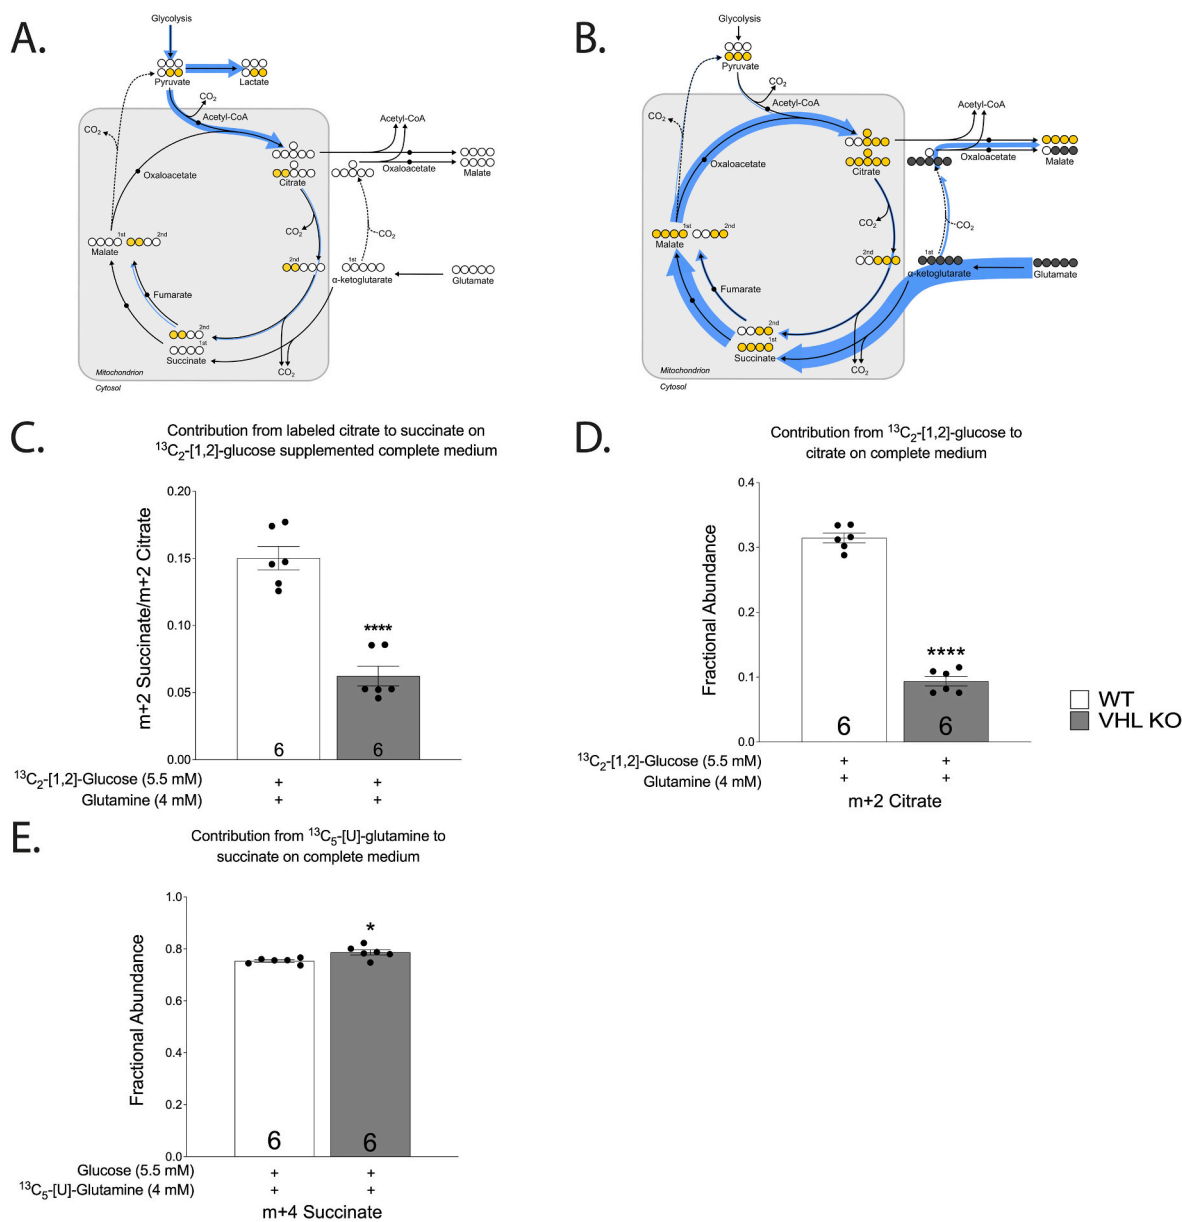 A.
Glycolysis
Pyruvate
Lactate
CO2
Acetyl-CoA
CO2
Oxaloacetate
Citrate
Acetyl-CoA
Oxaloacetate
Malate
CO2
CO2
1st
2nd
Malate
2nd
1st
α-ketoglutarate
Glutamate
Fumarate
2nd
1st
Succinate
CO2
Mitochondrion
Cytosol
B.
Glycolysis
Pyruvate
CO2
Acetyl-CoA
CO2
Oxaloacetate
Citrate
Acetyl-CoA
Oxaloacetate
Malate
CO2
CO2
1st
2nd
Malate
2nd
1st
α-ketoglutarate
Glutamate
Fumarate
2nd
1st
Succinate
CO2
Mitochondrion
Cytosol
C.
Contribution from labeled citrate to succinate on
13C2-[1,2]-glucose supplemented complete medium
m+2 Succinate/m+2 Citrate
0.20
0.15
0.10
0.05
0.00
****
6
6
13C2-[1,2]-Glucose (5.5 mM)
+
+
Glutamine (4 mM)
+
+
D.
Contribution from 13C2-[1,2]-glucose to
citrate on complete medium
Fractional Abundance
0.4
0.3
0.2
0.1
0.0
****
6
6
13C2-[1,2]-Glucose (5.5 mM)
+
+
Glutamine (4 mM)
+
+
m+2 Citrate
WT
VHL KO
E.
Contribution from 13C5-[U]-glutamine to
succinate on complete medium
Fractional Abundance
1.0
0.8
0.6
0.4
0.2
0.0
*
6
6
Glucose (5.5 mM)
+
+
13C5-[U]-Glutamine (4 mM)
+
+
m+4 Succinate